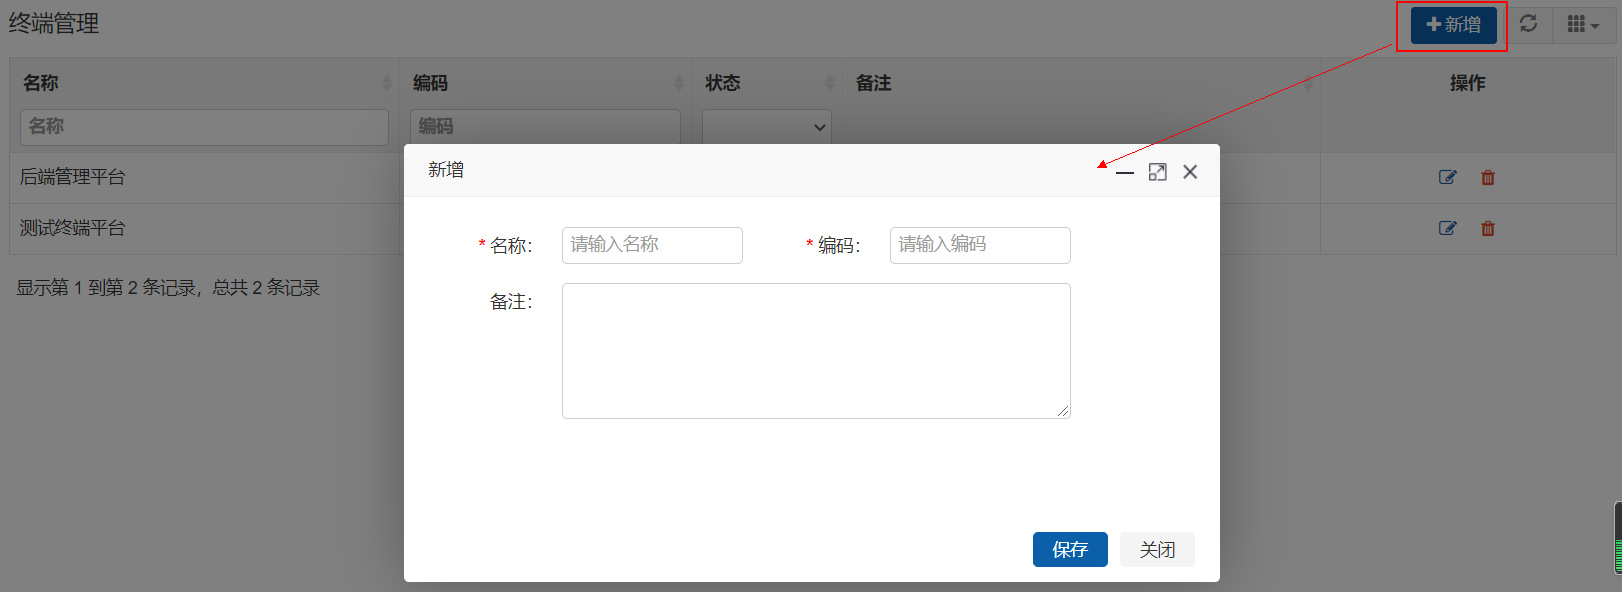 终端管理
新增
名称
编码
状态
备注
操作
名称
编码
后端管理平台
测试终端平台
显示第 1 到第 2 条记录，总共 2 条记录
新增
* 名称：
请输入名称
* 编码：
请输入编码
备注：
保存
关闭